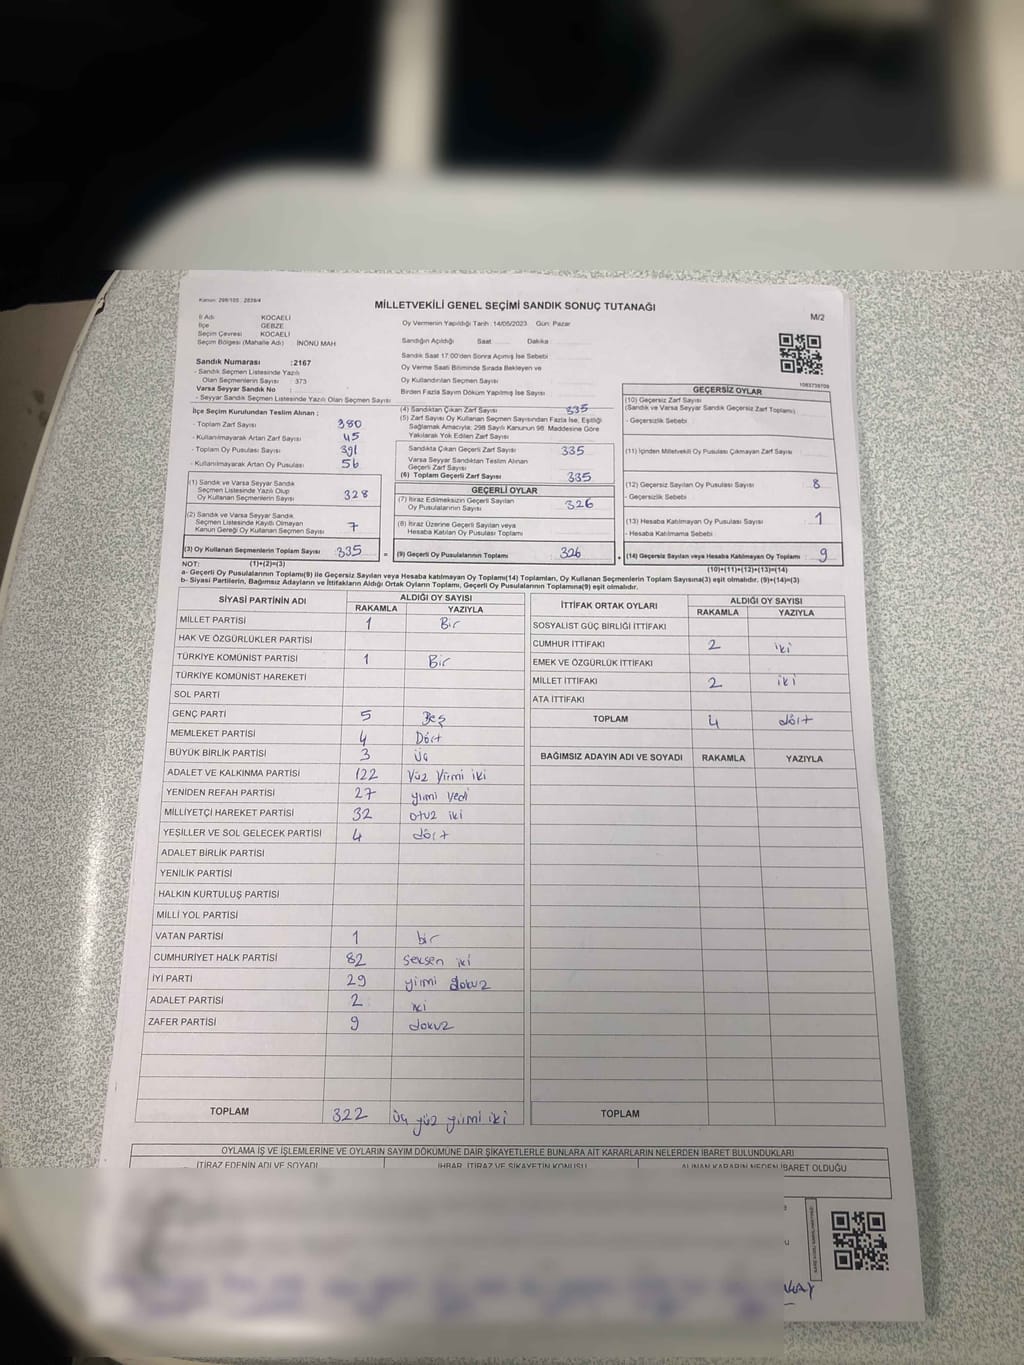 Kanun: 298/105 , 2839/4
MİLLETVEKİLİ GENEL SEÇİMİ SANDIK SONUÇ TUTANAĞI
M/2
İl Adı KOCAELİ
İlçe GEBZE
Seçim Çevresi KOCAELİ
Seçim Bölgesi (Mahalle Adı) İNÖNÜ MAH
Sandık Numarası :2167
- Sandık Seçmen Listesinde Yazılı
Olan Seçmenlerin Sayısı : 373
Varsa Seyyar Sandık No :
- Seyyar Sandık Seçmen Listesinde Yazılı Olan Seçmen Sayısı
Oy Vermenin Yapıldığı Tarih :14/05/2023 Gün: Pazar
Sandığın Açıldığı Saat ...... Dakika ......
Sandık Saat 17:00'den Sonra Açımış İse Sebebi
Oy Verme Saati Bitiminde Sırada Bekleyen ve
Oy Kullandırılan Seçmen Sayısı
Birden Fazla Sayım Döküm Yapılmış İse Sayısı
1083739709
İlçe Seçim Kurulundan Teslim Alınan ;
- Toplam Zarf Sayısı 380
- Kullanılmayarak Artan Zarf Sayısı 45
- Toplam Oy Pusulası Sayısı 391
- Kullanılmayarak Artan Oy Pusulası 56
(1) Sandık ve Varsa Seyyar Sandık
Seçmen Listesinde Yazılı Olup
Oy Kullanan Seçmenlerin Sayısı 328
(2) Sandık ve Varsa Seyyar Sandık
Seçmen Listesinde Kayıtlı Olmayan
Kanun Gereği Oy Kullanan Seçmen Sayısı 7
(3) Oy Kullanan Seçmenlerin Toplam Sayısı 335
(1)+(2)=(3)
(4) Sandıktan Çıkan Zarf Sayısı 335
(5) Zarf Sayısı Oy Kullanan Seçmen Sayısından Fazla İse, Eşitliği
Sağlamak Amacıyla; 298 Sayılı Kanunun 98. Maddesine Göre
Yakılarak Yok Edilen Zarf Sayısı
Sandıkta Çıkan Geçerli Zarf Sayısı 335
Varsa Seyyar Sandıktan Teslim Alınan
Geçerli Zarf Sayısı
(6) Toplam Geçerli Zarf Sayısı 335
GEÇERLİ OYLAR
(7) İtiraz Edilmeksizin Geçerli Sayılan
Oy Pusulalarının Sayısı 326
(8) İtiraz Üzerine Geçerli Sayılan veya
Hesaba Katılan Oy Pusulası Toplamı
= (9) Geçerli Oy Pusulalarının Toplamı 326
GEÇERSİZ OYLAR
(10) Geçersiz Zarf Sayısı
(Sandık ve Varsa Seyyar Sandık Geçersiz Zarf Toplamı)
- Geçersizlik Sebebi
(11) İçinden Milletvekili Oy Pusulası Çıkmayan Zarf Sayısı
(12) Geçersiz Sayılan Oy Pusulası Sayısı 8
- Geçersizlik Sebebi
(13) Hesaba Katılmayan Oy Pusulası Sayısı 1
- Hesaba Katılmama Sebebi
+ (14) Geçersiz Sayılan veya Hesaba Katılmayan Oy Toplamı 9
(10)+(11)+(12)+(13)=(14)
NOT:
a- Geçerli Oy Pusulalarının Toplamı(9) ile Geçersiz Sayılan veya Hesaba katılmayan Oy Toplamı(14) Toplamları, Oy Kullanan Seçmenlerin Toplam Sayısına(3) eşit olmalıdır. (9)+(14)=(3)
b- Siyasi Partilerin, Bağımsız Adayların ve İttifakların Aldığı Ortak Oyların Toplamı, Geçerli Oy Pusulalarının Toplamına(9) eşit olmalıdır.
SİYASİ PARTİNİN ADI ALDIĞI OY SAYISI
RAKAMLA YAZIYLA
MİLLET PARTİSİ 1 Bir
HAK VE ÖZGÜRLÜKLER PARTİSİ
TÜRKİYE KOMÜNİST PARTİSİ 1 Bir
TÜRKİYE KOMÜNİST HAREKETİ
SOL PARTİ
GENÇ PARTİ 5 Beş
MEMLEKET PARTİSİ 4 Dört
BÜYÜK BİRLİK PARTİSİ 3 üç
ADALET VE KALKINMA PARTİSİ 122 Yüz Yirmi iki
YENİDEN REFAH PARTİSİ 27 yirmi Yedi
MİLLİYETÇİ HAREKET PARTİSİ 32 otuz iki
YEŞİLLER VE SOL GELECEK PARTİSİ 4 dört
ADALET BİRLİK PARTİSİ
YENİLİK PARTİSİ
HALKIN KURTULUŞ PARTİSİ
MİLLİ YOL PARTİSİ
VATAN PARTİSİ 1 bir
CUMHURİYET HALK PARTİSİ 82 seksen iki
İYİ PARTİ 29 yirmi dokuz
ADALET PARTİSİ 2 iki
ZAFER PARTİSİ 9 dokuz
TOPLAM 322 üç yüz yirmi iki
İTTİFAK ORTAK OYLARI ALDIĞI OY SAYISI
RAKAMLA YAZIYLA
SOSYALİST GÜÇ BİRLİĞİ İTTİFAKI
CUMHUR İTTİFAKI 2 iki
EMEK VE ÖZGÜRLÜK İTTİFAKI
MİLLET İTTİFAKI 2 iki
ATA İTTİFAKI
TOPLAM 4 dört
BAĞIMSIZ ADAYIN ADI VE SOYADI RAKAMLA YAZIYLA
TOPLAM
OYLAMA İŞ VE İŞLEMLERİNE VE OYLARIN SAYIM DÖKÜMÜNE DAİR ŞİKAYETLERLE BUNLARA AİT KARARLARIN NELERDEN İBARET BULUNDUKLARI
İTİRAZ EDENİN ADI VE SOYADI İHBAR, İTİRAZ VE ŞİKAYETİN KONUSU ALINAN KARARIN NEDEN İBARET OLDUĞU